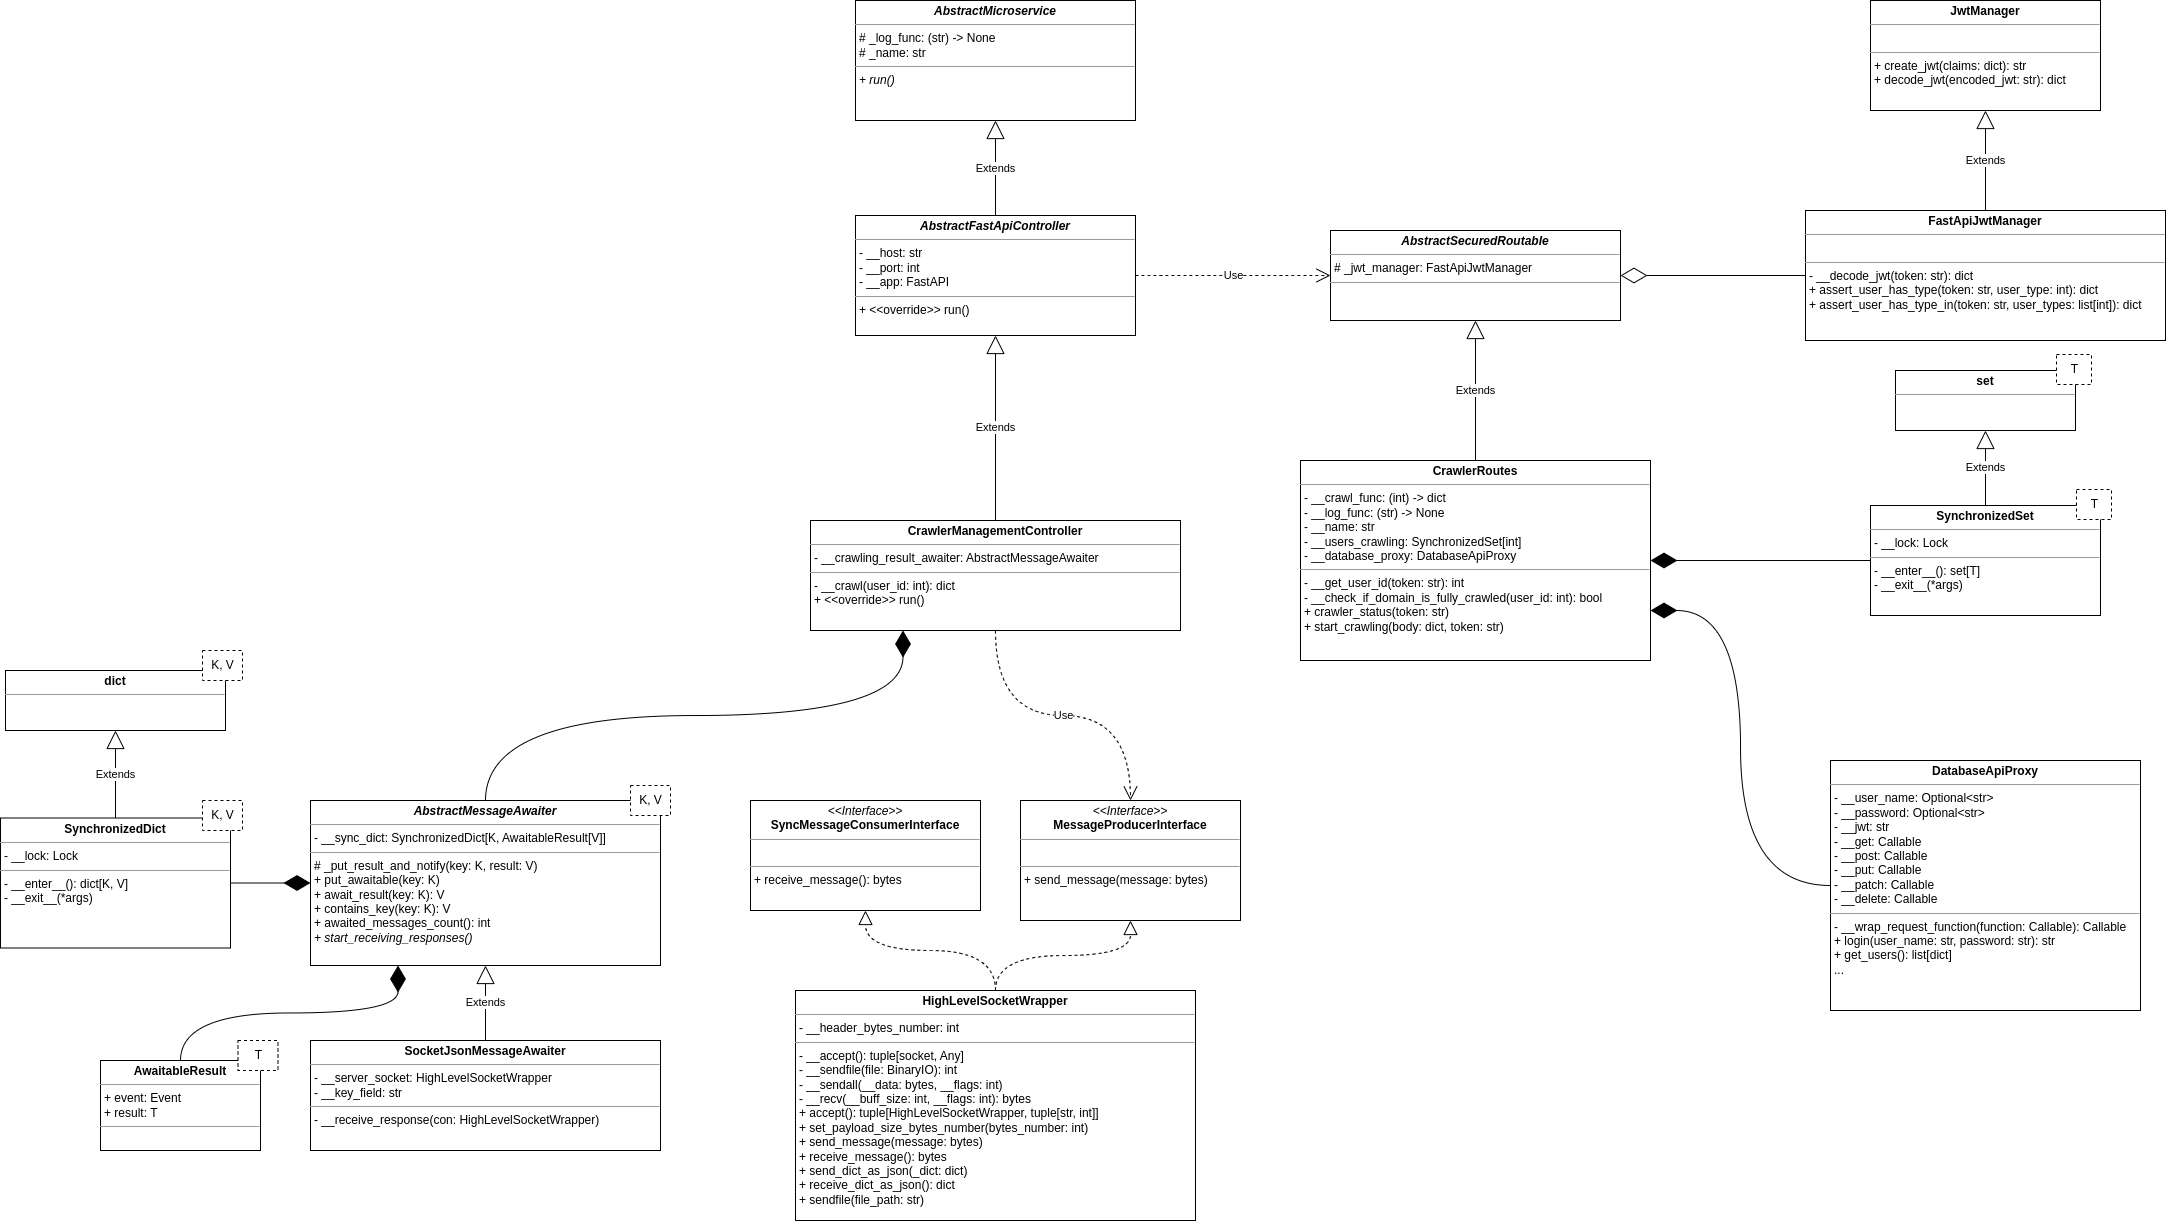 AbstractMicroservice
# _log_func: (str) -> None
# _name: str
+ run()
Extends
JwtManager
+ create_jwt(claims: dict): str
+ decode_jwt(encoded_jwt: str): dict
Extends
AbstractFastApiController
- __host: str
- __port: int
- __app: FastAPI
+ <<override>> run()
Use
Extends
AbstractSecuredRoutable
# _jwt_manager: FastApiJwtManager
Extends
FastApiJwtManager
- __decode_jwt(token: str): dict
+ assert_user_has_type(token: str, user_type: int): dict
+ assert_user_has_type_in(token: str, user_types: list[int]): dict
T
set
Extends
CrawlerRoutes
- __crawl_func: (int) -> dict
- __log_func: (str) -> None
- __name: str
- __users_crawling: SynchronizedSet[int]
- __database_proxy: DatabaseApiProxy
- __get_user_id(token: str): int
- __check_if_domain_is_fully_crawled(user_id: int): bool
+ crawler_status(token: str)
+ start_crawling(body: dict, token: str)
T
SynchronizedSet
- __lock: Lock
- __enter__(): set[T]
- __exit__(*args)
CrawlerManagementController
- __crawling_result_awaiter: AbstractMessageAwaiter
- __crawl(user_id: int): dict
+ <<override>> run()
Use
K, V
dict
Extends
K, V
SynchronizedDict
- __lock: Lock
- __enter__(): dict[K, V]
- __exit__(*args)
K, V
AbstractMessageAwaiter
- __sync_dict: SynchronizedDict[K, AwaitableResult[V]]
# _put_result_and_notify(key: K, result: V)
+ put_awaitable(key: K)
+ await_result(key: K): V
+ contains_key(key: K): V
+ awaited_messages_count(): int
+ start_receiving_responses()
Extends
<<Interface>>
SyncMessageConsumerInterface
+ receive_message(): bytes
<<Interface>>
MessageProducerInterface
+ send_message(message: bytes)
DatabaseApiProxy
- __user_name: Optional<str>
- __password: Optional<str>
- __jwt: str
- __get: Callable
- __post: Callable
- __put: Callable
- __patch: Callable
- __delete: Callable
- __wrap_request_function(function: Callable): Callable
+ login(user_name: str, password: str): str
+ get_users(): list[dict]
...
T
AwaitableResult
+ event: Event
+ result: T
SocketJsonMessageAwaiter
- __server_socket: HighLevelSocketWrapper
- __key_field: str
- __receive_response(con: HighLevelSocketWrapper)
HighLevelSocketWrapper
- __header_bytes_number: int
- __accept(): tuple[socket, Any]
- __sendfile(file: BinaryIO): int
- __sendall(__data: bytes, __flags: int)
- __recv(__buff_size: int, __flags: int): bytes
+ accept(): tuple[HighLevelSocketWrapper, tuple[str, int]]
+ set_payload_size_bytes_number(bytes_number: int)
+ send_message(message: bytes)
+ receive_message(): bytes
+ send_dict_as_json(_dict: dict)
+ receive_dict_as_json(): dict
+ sendfile(file_path: str)